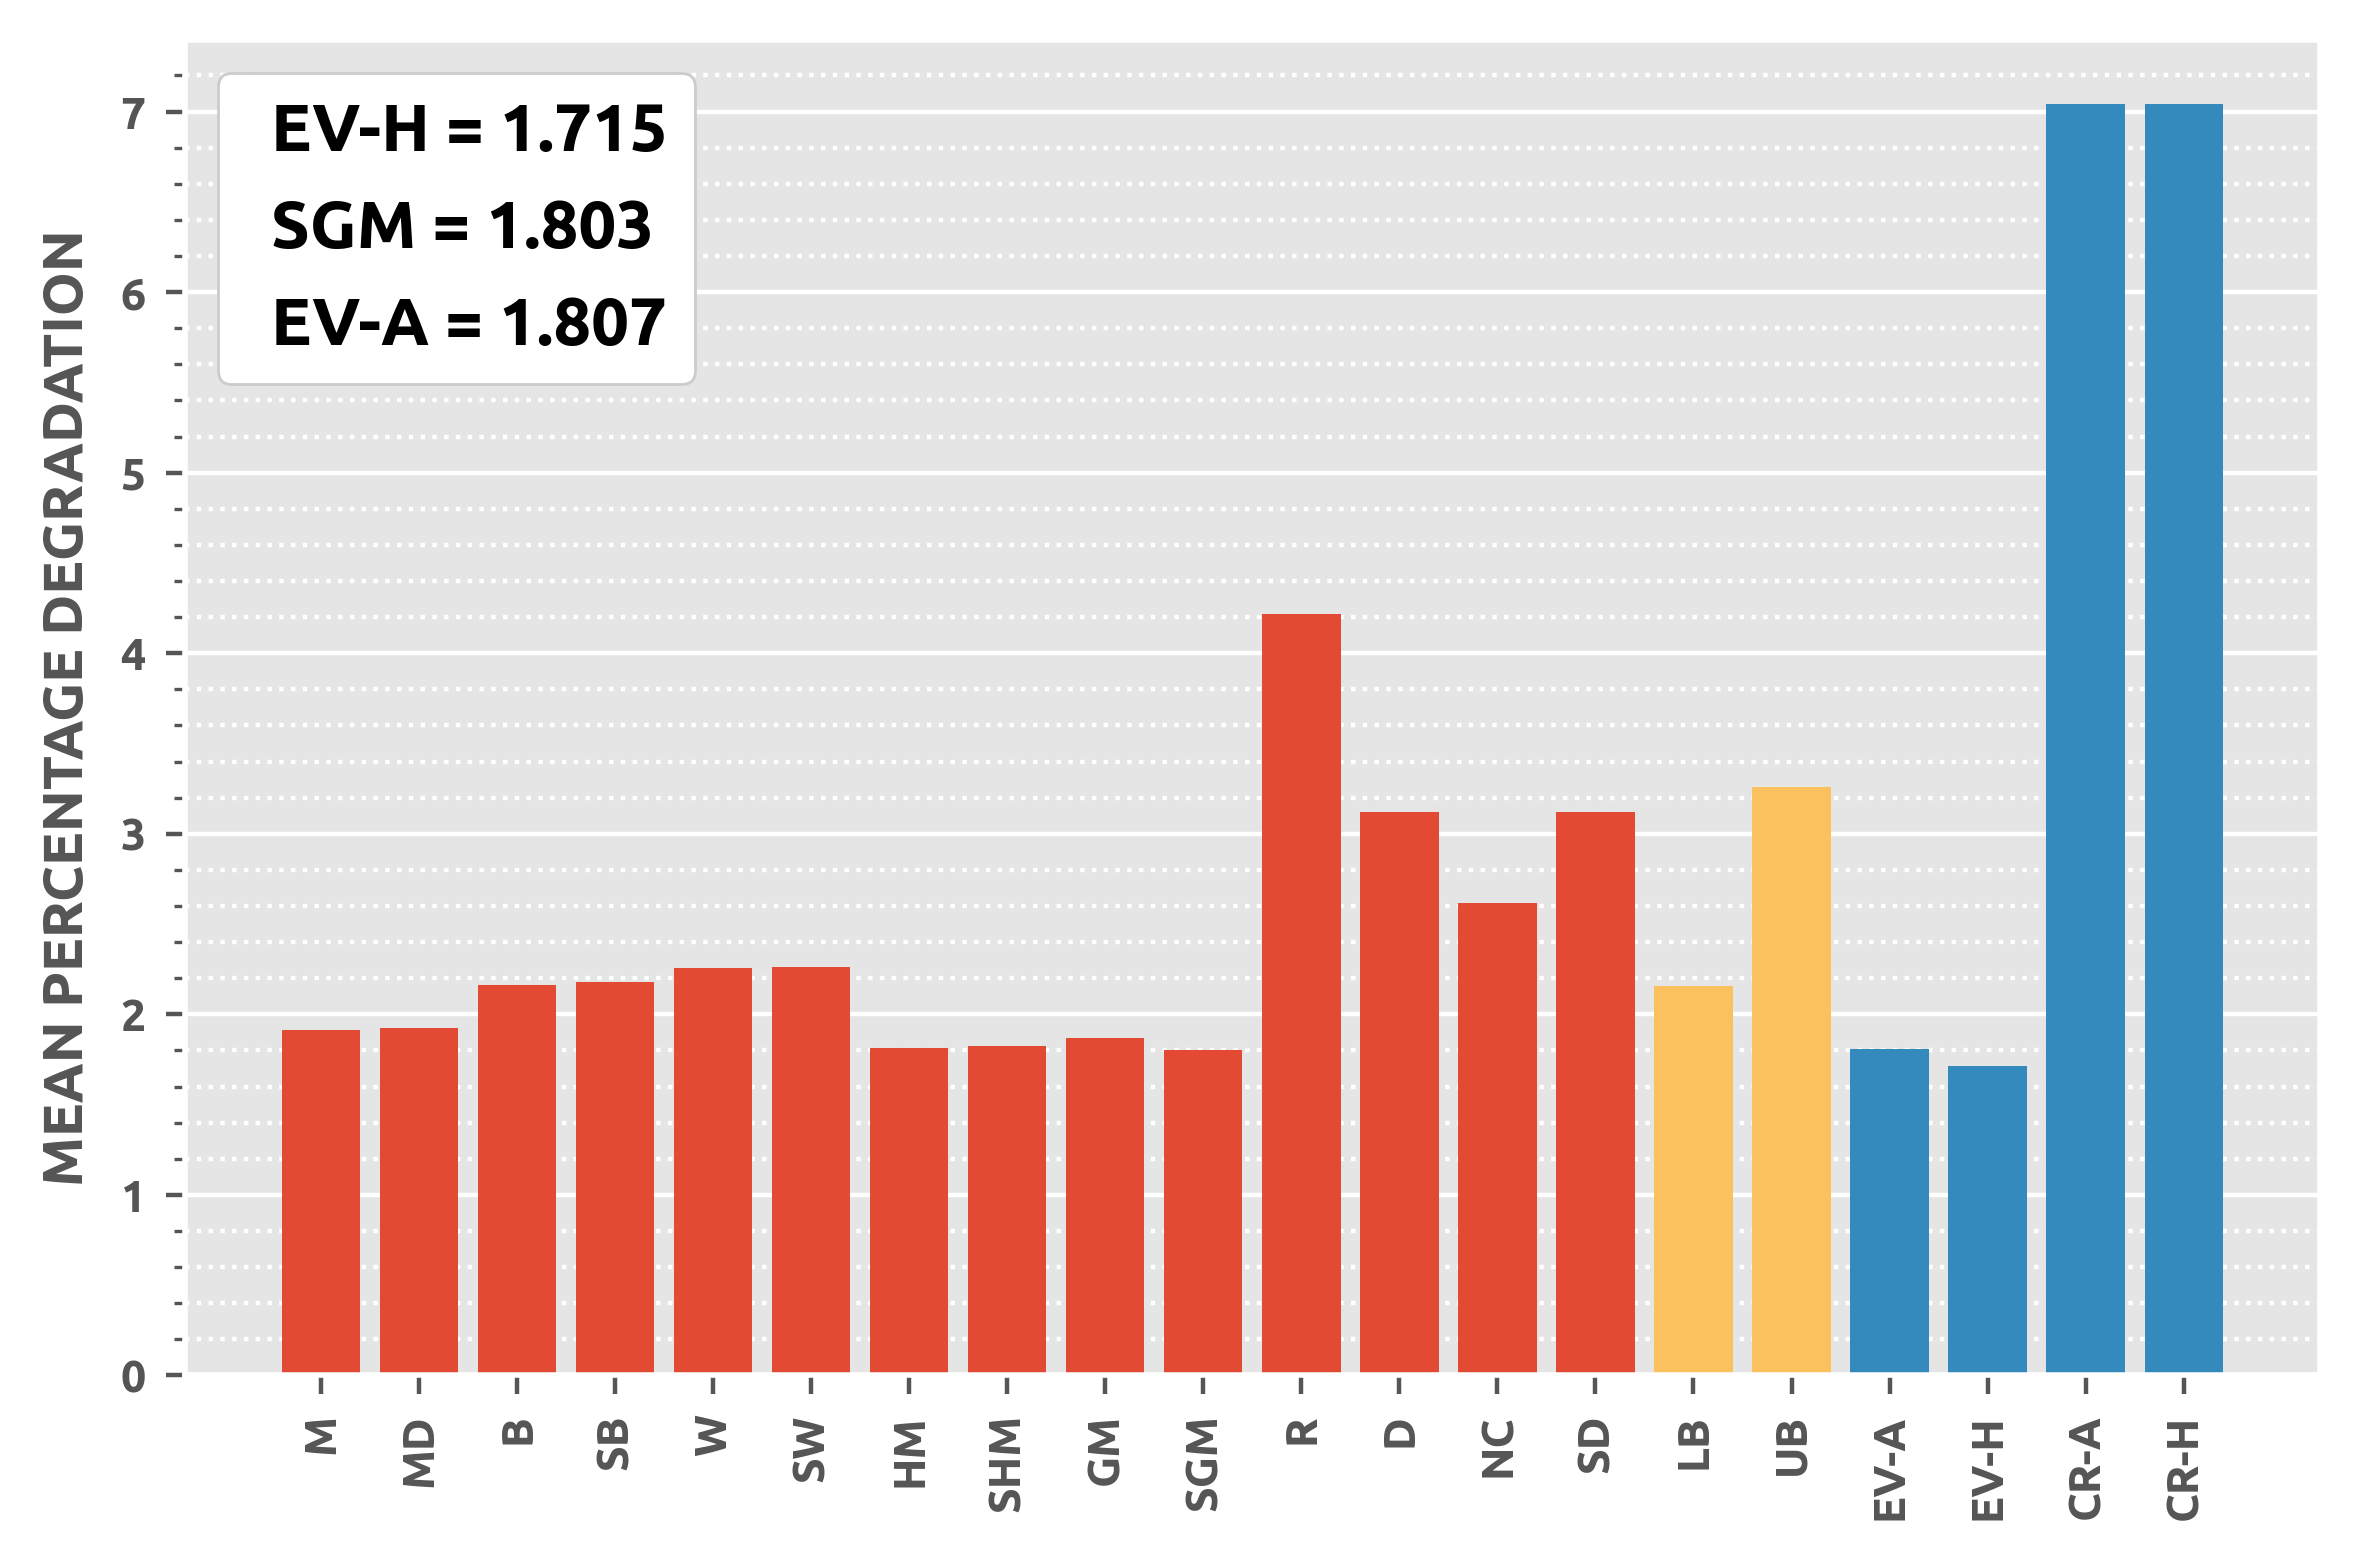 EV-H = 1.715
SGM = 1.803
EV-A = 1.807
MEAN PERCENTAGE DEGRADATION
7
6
5
4
3
2
1
0
M
MD
B
SB
W
SW
HM
SHM
GM
SGM
R
D
NC
SD
LB
UB
EV-A
EV-H
CR-A
CR-H